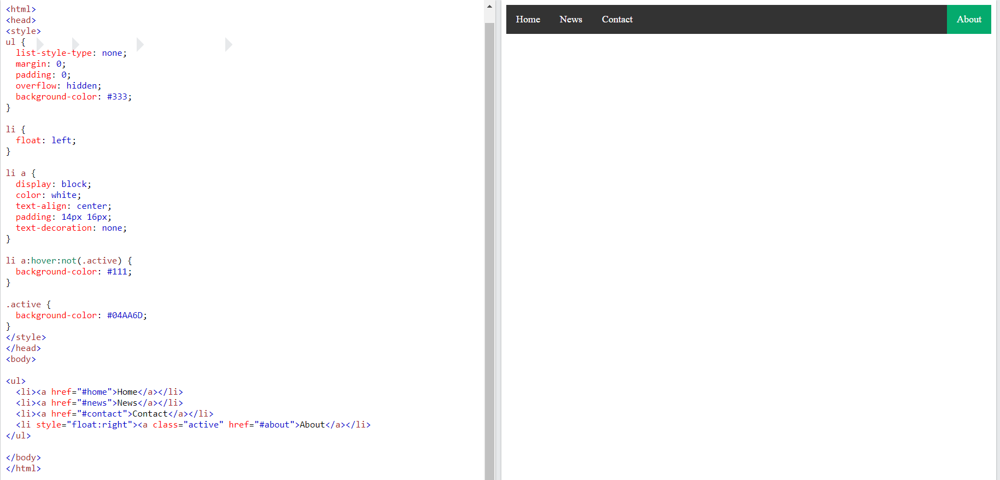 <html>
<head>
<style>
ul {
  list-style-type: none;
  margin: 0;
  padding: 0;
  overflow: hidden;
  background-color: #333;
}

li {
  float: left;
}

li a {
  display: block;
  color: white;
  text-align: center;
  padding: 14px 16px;
  text-decoration: none;
}

li a:hover:not(.active) {
  background-color: #111;
}

.active {
  background-color: #04AA6D;
}
</style>
</head>
<body>

<ul>
  <li><a href="#home">Home</a></li>
  <li><a href="#news">News</a></li>
  <li><a href="#contact">Contact</a></li>
  <li style="float:right"><a class="active" href="#about">About</a></li>
</ul>

</body>
</html>
Home News Contact About